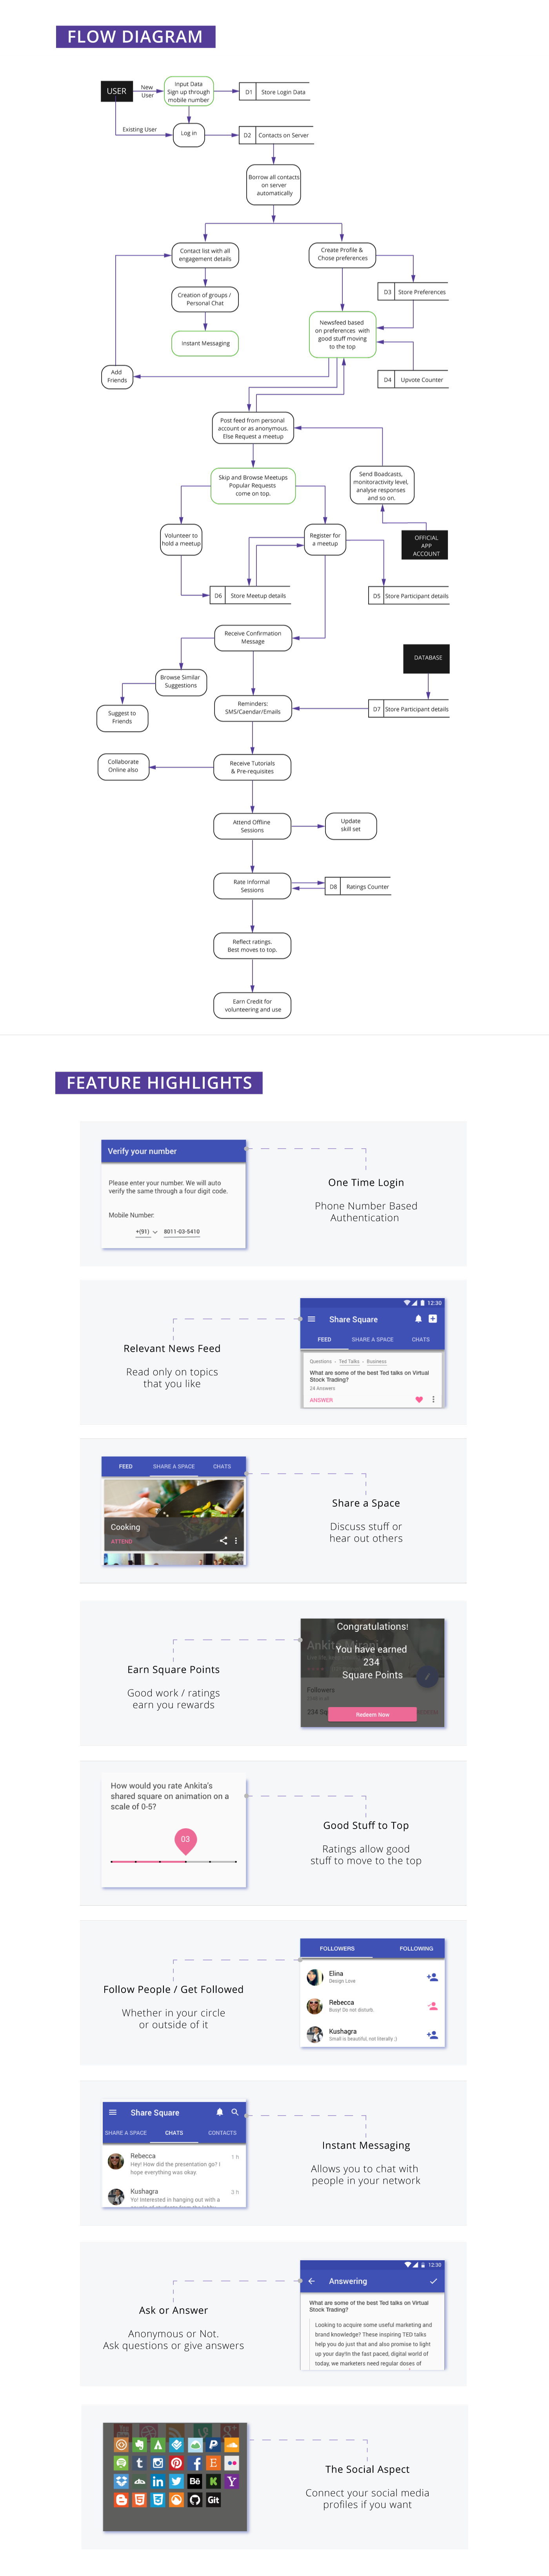 FLOW DIAGRAM
USER
New
User
Input Data
Sign up through
mobile number
D1 Store Login Data
Existing User
Log in
D2 Contacts on Server
Borrow all contacts
on server
automatically
Contact list with all
engagement details
Create Profile &
Chose preferences
D3 Store Preferences
Creation of groups /
Personal Chat
Newsfeed based
on preferences with
good stuff moving
to the top
Instant Messaging
Add
Friends
D4 Upvote Counter
Post feed from personal
account or as anonymous.
Else Request a meetup
Skip and Browse Meetups
Popular Requests
come on top.
Send Boadcasts,
monitoractivity level,
analyse responses
and so on.
Volunteer to
hold a meetup
Register for
a meetup
OFFICIAL
APP
ACCOUNT
D6 Store Meetup details
D5 Store Participant details
Receive Confirmation
Message
DATABASE
Browse Similar
Suggestions
Suggest to
Friends
Reminders:
SMS/Caendar/Emails
D7 Store Participant details
Collaborate
Online also
Receive Tutorials
& Pre-requisites
Attend Offline
Sessions
Update
skill set
Rate Informal
Sessions
D8 Ratings Counter
Reflect ratings.
Best moves to top.
Earn Credit for
volunteering and use
FEATURE HIGHLIGHTS
Verify your number
Please enter your number. We will auto
verify the same through a four digit code.
Mobile Number:
+(91) 8011-03-5410
One Time Login
Phone Number Based
Authentication
Relevant News Feed
Read only on topics
that you like
12:30
Share Square
FEED SHARE A SPACE CHATS
Questions • Ted Talks • Business
What are some of the best Ted talks on Virtual
Stock Trading?
24 Answers
ANSWER
FEED SHARE A SPACE CHATS
Cooking
ATTEND
Share a Space
Discuss stuff or
hear out others
Earn Square Points
Good work / ratings
earn you rewards
Congratulations!
Ankita Mirani
You have earned
234
Square Points
Followers
234 Sq
Redeem Now
How would you rate Ankita's
shared square on animation on a
scale of 0-5?
03
Good Stuff to Top
Ratings allow good
stuff to move to the top
Follow People / Get Followed
Whether in your circle
or outside of it
FOLLOWERS FOLLOWING
Elina
Design Love
Rebecca
Busy! Do not disturb.
Kushagra
Small is beautiful, not literally ;)
Share Square
SHARE A SPACE CHATS CONTACTS
Rebecca 1 h
Hey! How did the presentation go? I
hope everything was okay.
Kushagra 3 h
Yo! Interested in hanging out with a
Instant Messaging
Allows you to chat with
people in your network
Ask or Answer
Anonymous or Not.
Ask questions or give answers
12:30
Answering
What are some of the best Ted talks on Virtual
Stock Trading?
Looking to acquire some useful marketing and
brand knowledge? These inspiring TED talks
help you do just that and also promise to light
up your day!In the fast paced, digital world of
today, we marketers need regular doses of
The Social Aspect
Connect your social media
profiles if you want
Git